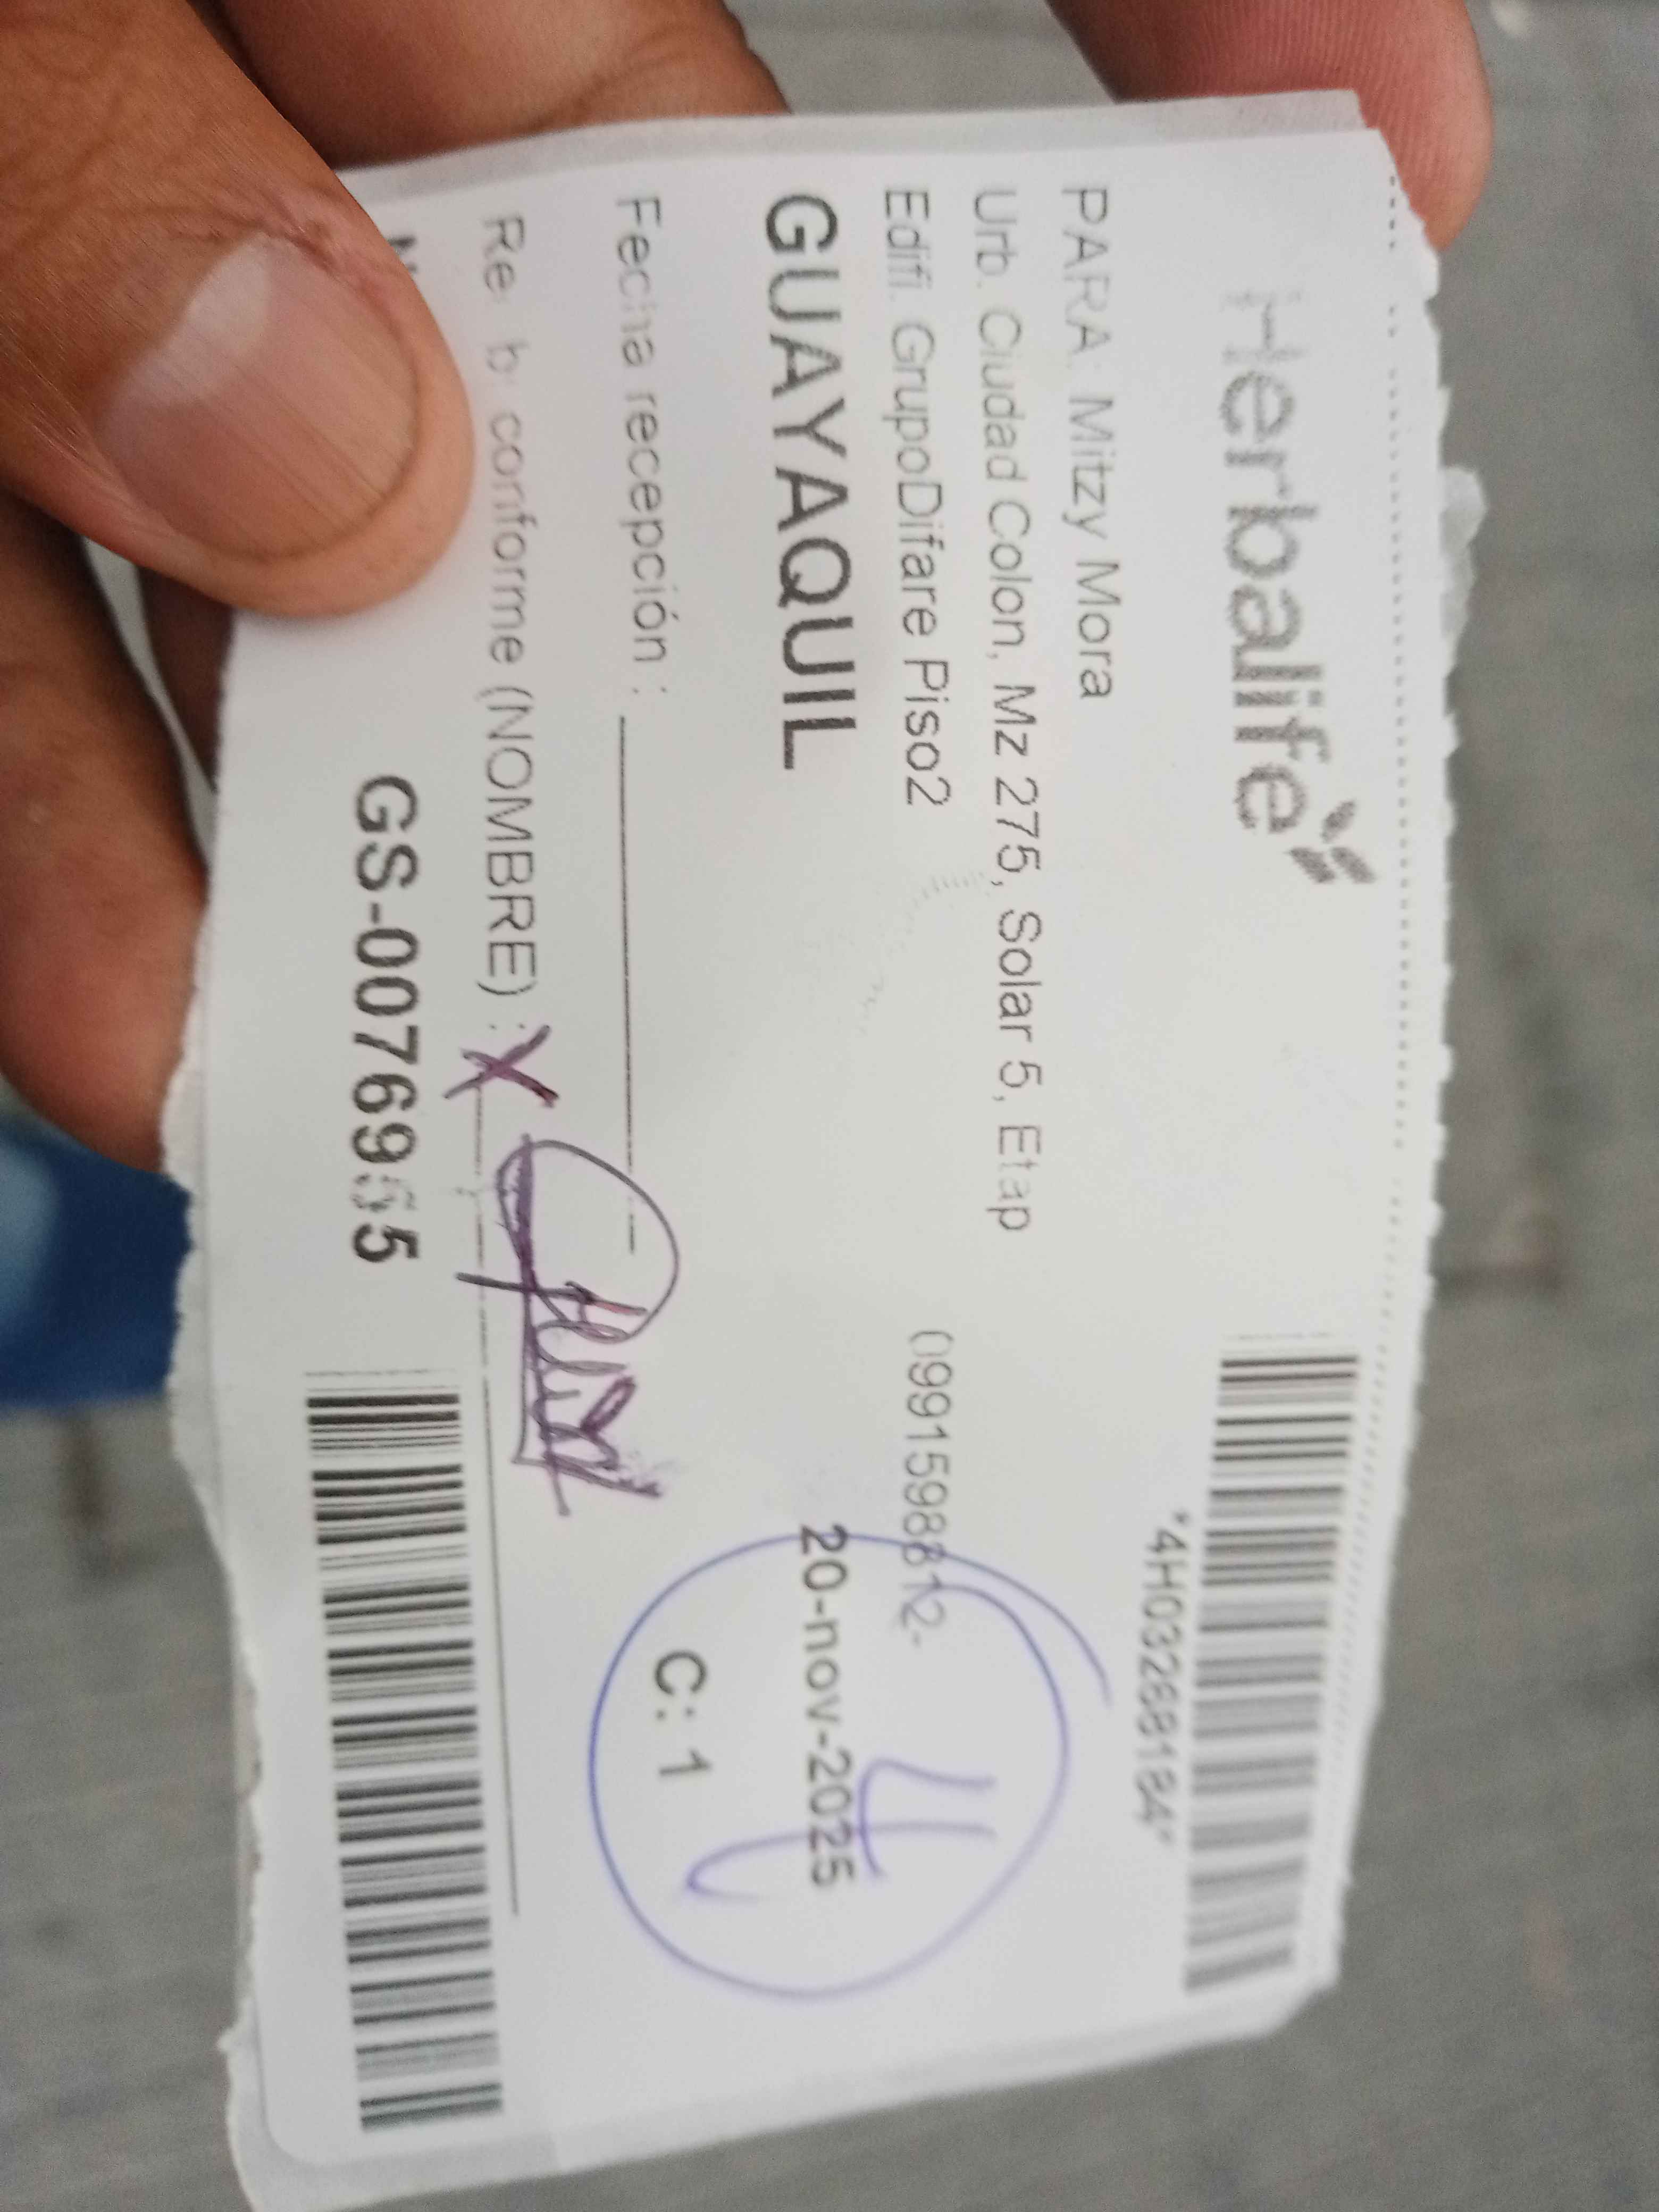 Herbalife
*4H03268184*
PARA: Mitzy Mora
Urb. Ciudad Colon, Mz 275, Solar 5, Etap
Edifi. GrupoDifare Piso2
0991598812-
GUAYAQUIL
20-nov-2025
4
C: 1
Fecha recepción :
conforme (NOMBRE) : X